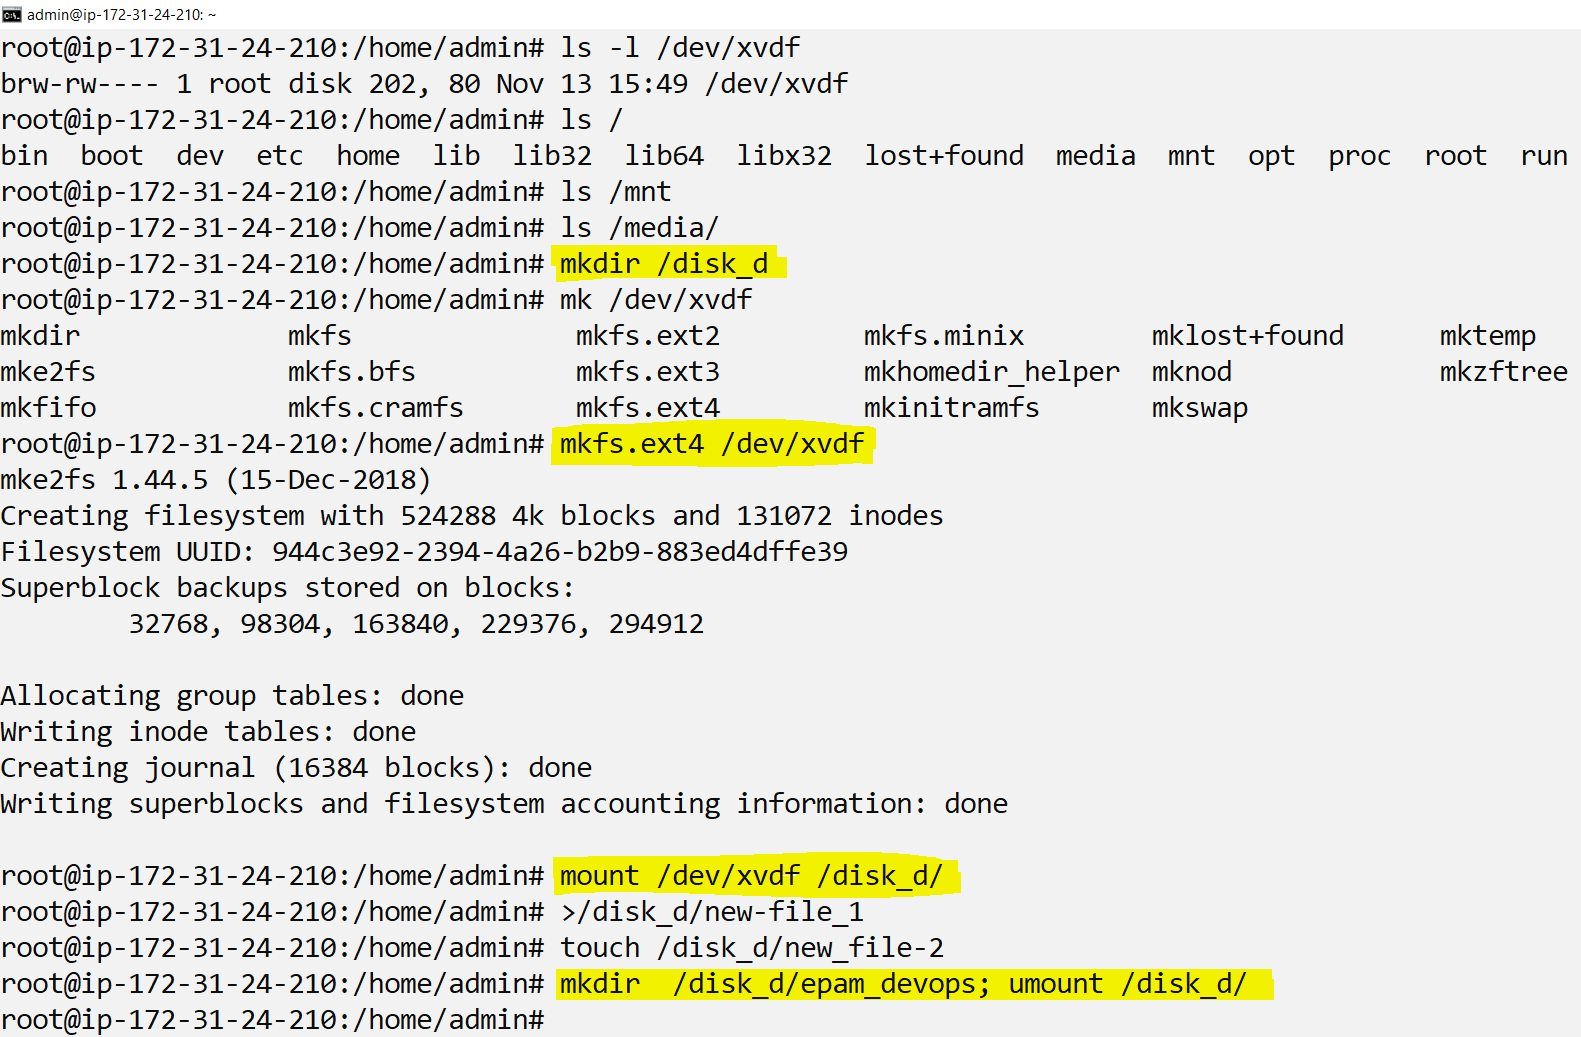 admin@ip-172-31-24-210: ~
root@ip-172-31-24-210:/home/admin# ls -l /dev/xvdf
brw-rw---- 1 root disk 202, 80 Nov 13 15:49 /dev/xvdf
root@ip-172-31-24-210:/home/admin# ls /
bin  boot  dev  etc  home  lib  lib32  lib64  libx32  lost+found  media  mnt  opt  proc  root  run
root@ip-172-31-24-210:/home/admin# ls /mnt
root@ip-172-31-24-210:/home/admin# ls /media/
root@ip-172-31-24-210:/home/admin# mkdir /disk_d
root@ip-172-31-24-210:/home/admin# mk /dev/xvdf
mkdir             mkfs              mkfs.ext2         mkfs.minix        mklost+found      mktemp
mke2fs            mkfs.bfs          mkfs.ext3         mkhomedir_helper  mknod             mkzftree
mkfifo            mkfs.cramfs       mkfs.ext4         mkinitramfs       mkswap
root@ip-172-31-24-210:/home/admin# mkfs.ext4 /dev/xvdf
mke2fs 1.44.5 (15-Dec-2018)
Creating filesystem with 524288 4k blocks and 131072 inodes
Filesystem UUID: 944c3e92-2394-4a26-b2b9-883ed4dffe39
Superblock backups stored on blocks:
        32768, 98304, 163840, 229376, 294912
Allocating group tables: done
Writing inode tables: done
Creating journal (16384 blocks): done
Writing superblocks and filesystem accounting information: done
root@ip-172-31-24-210:/home/admin# mount /dev/xvdf /disk_d/
root@ip-172-31-24-210:/home/admin# >/disk_d/new-file_1
root@ip-172-31-24-210:/home/admin# touch /disk_d/new_file-2
root@ip-172-31-24-210:/home/admin# mkdir  /disk_d/epam_devops; umount /disk_d/
root@ip-172-31-24-210:/home/admin#